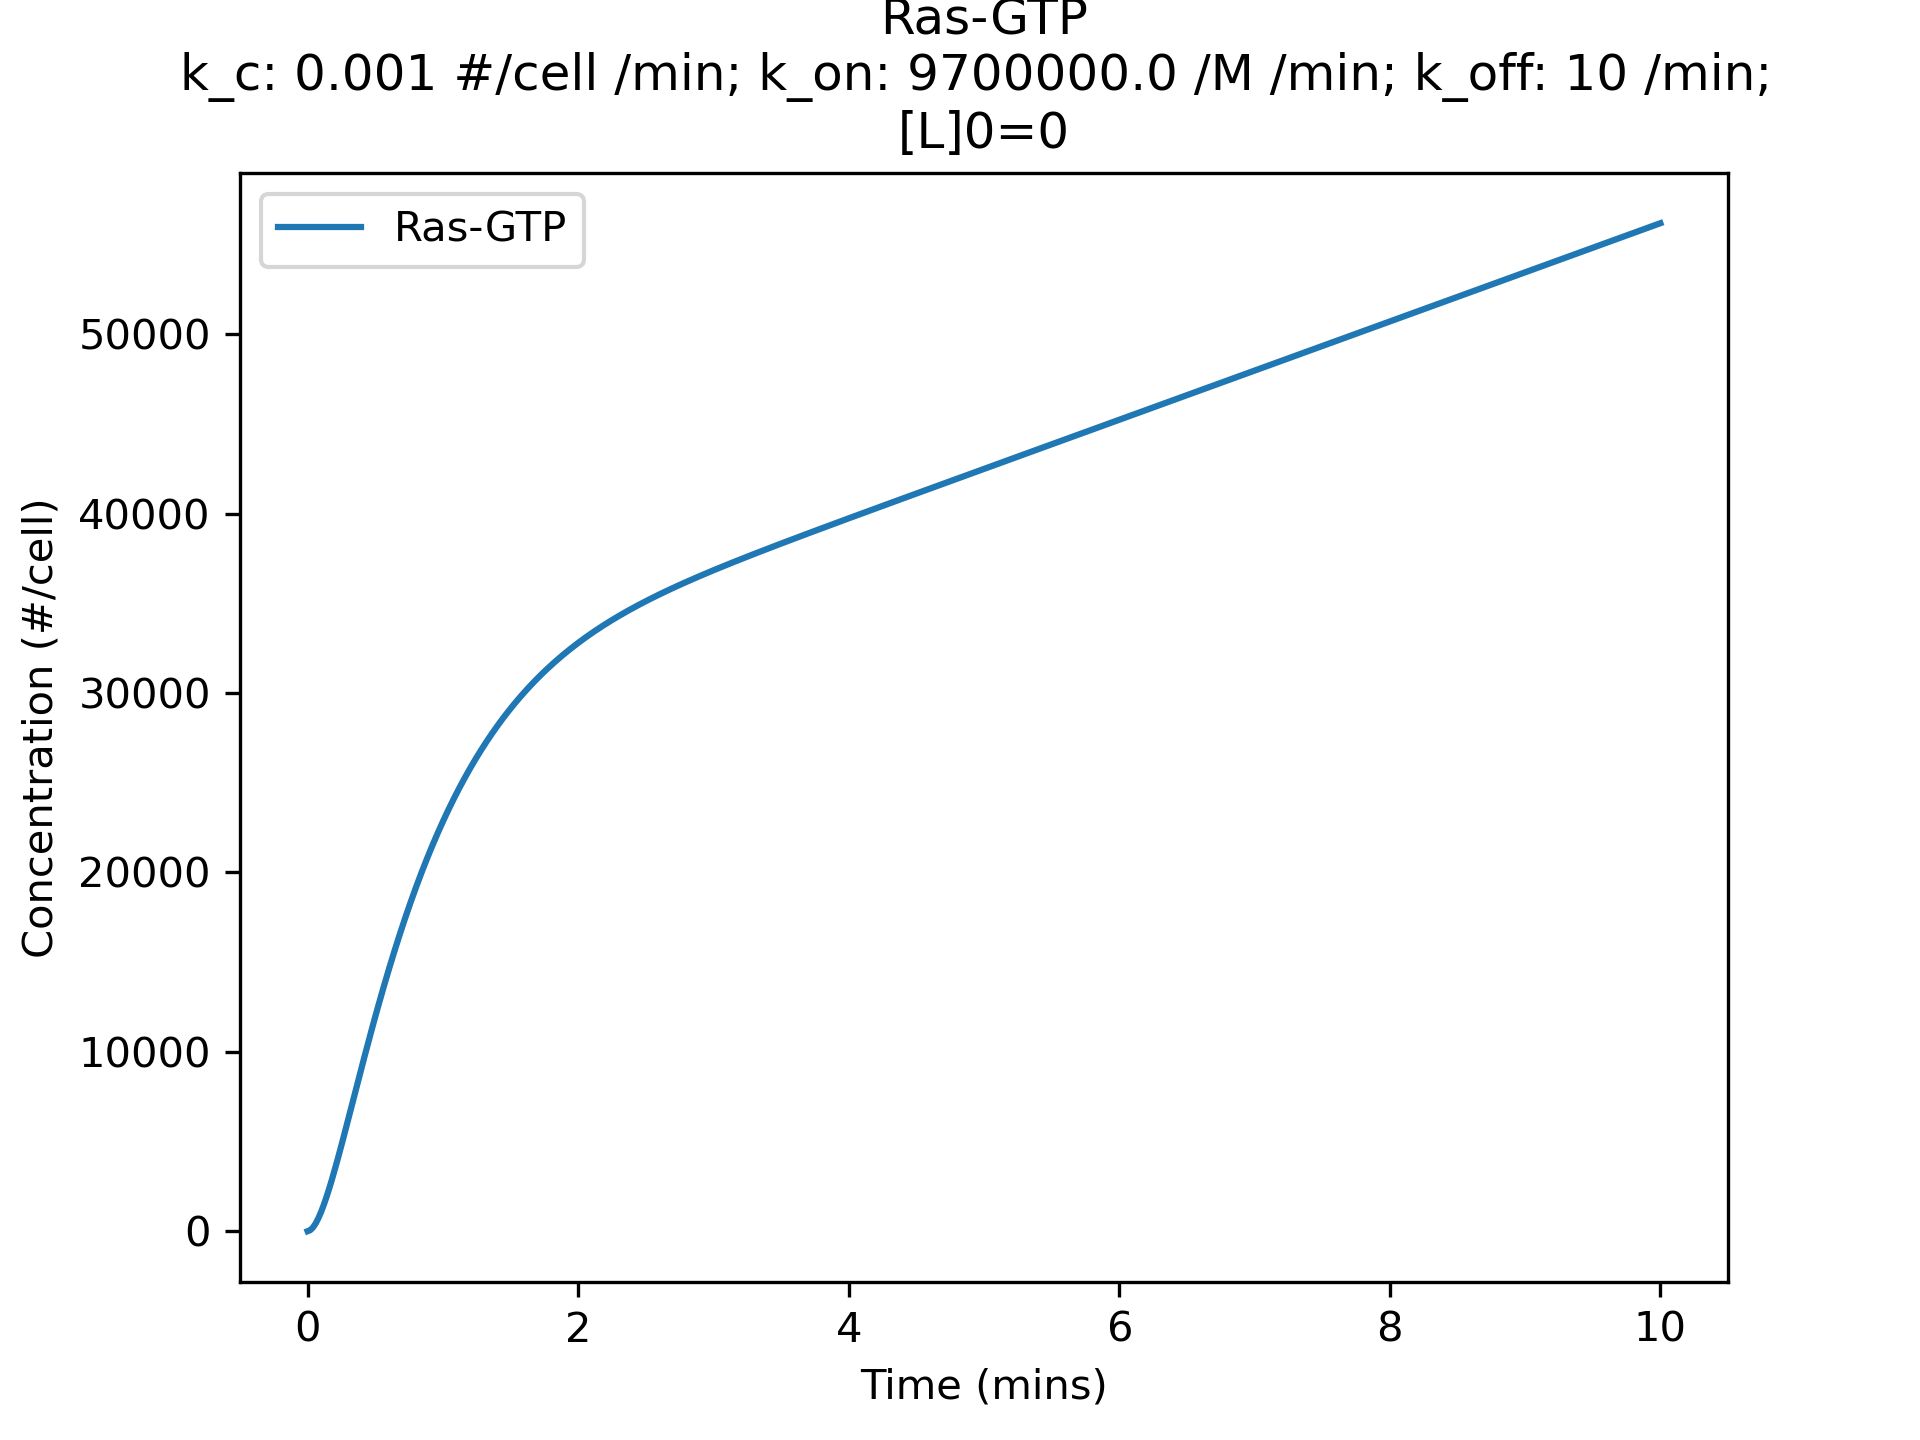 Ras-GTP
k_c: 0.001 #/cell /min; k_on: 9700000.0 /M /min; k_off: 10 /min;
[L]0=0
Ras-GTP
50000
40000
30000
20000
10000
0
Concentration (#/cell)
0 2 4 6 8 10
Time (mins)